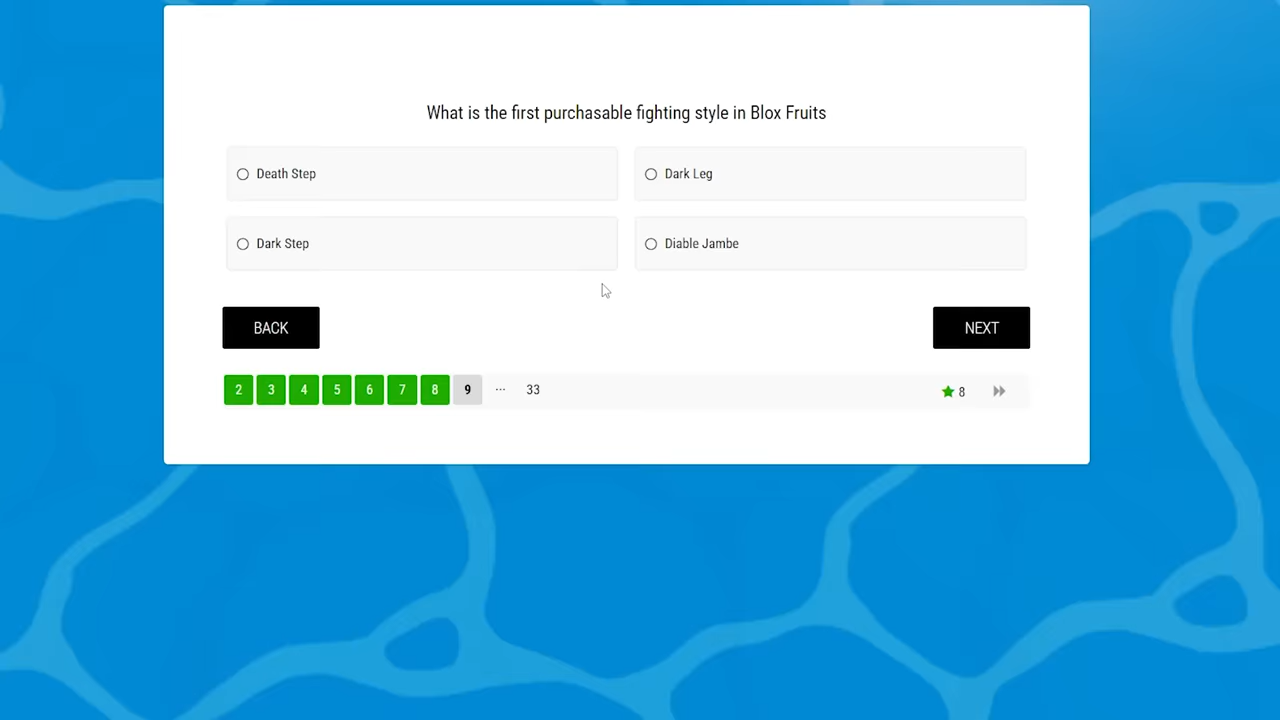 What is the first purchasable fighting style in Blox Fruits
Death Step
Dark Leg
Dark Step
Diable Jambe
BACK
NEXT
2 3 4 5 6 7 8 9 ... 33
8